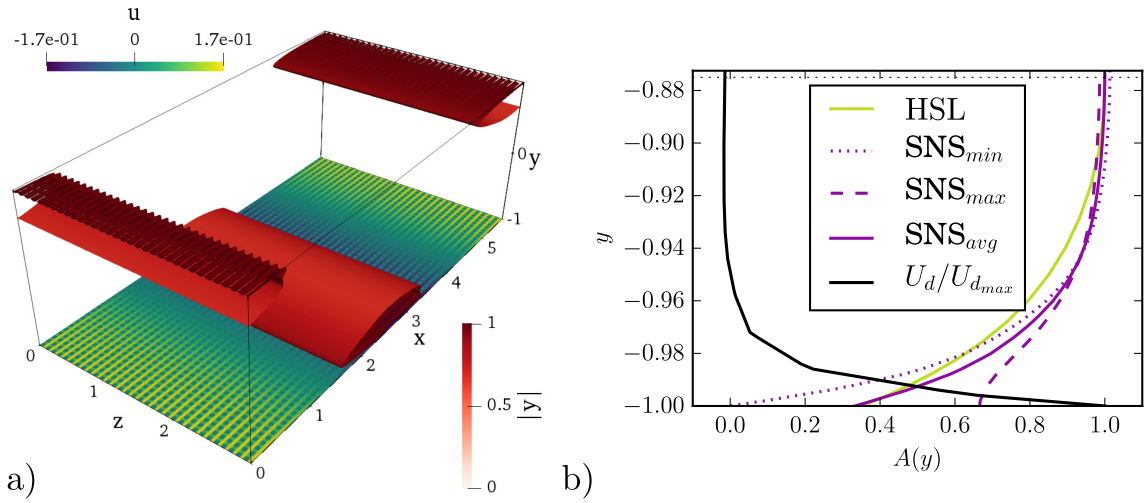 u
-1.7e-01 0 1.7e-01
0
y
-1
5
4
3
x
2
1
0
0
1
z
2
1
0.5
0
|y|
a)
−0.88
−0.90
−0.92
−0.94
−0.96
−0.98
−1.00
y
HSL
SNS_min
SNS_max
SNS_avg
U_d/U_{d_max}
0.0 0.2 0.4 0.6 0.8 1.0
A(y)
b)